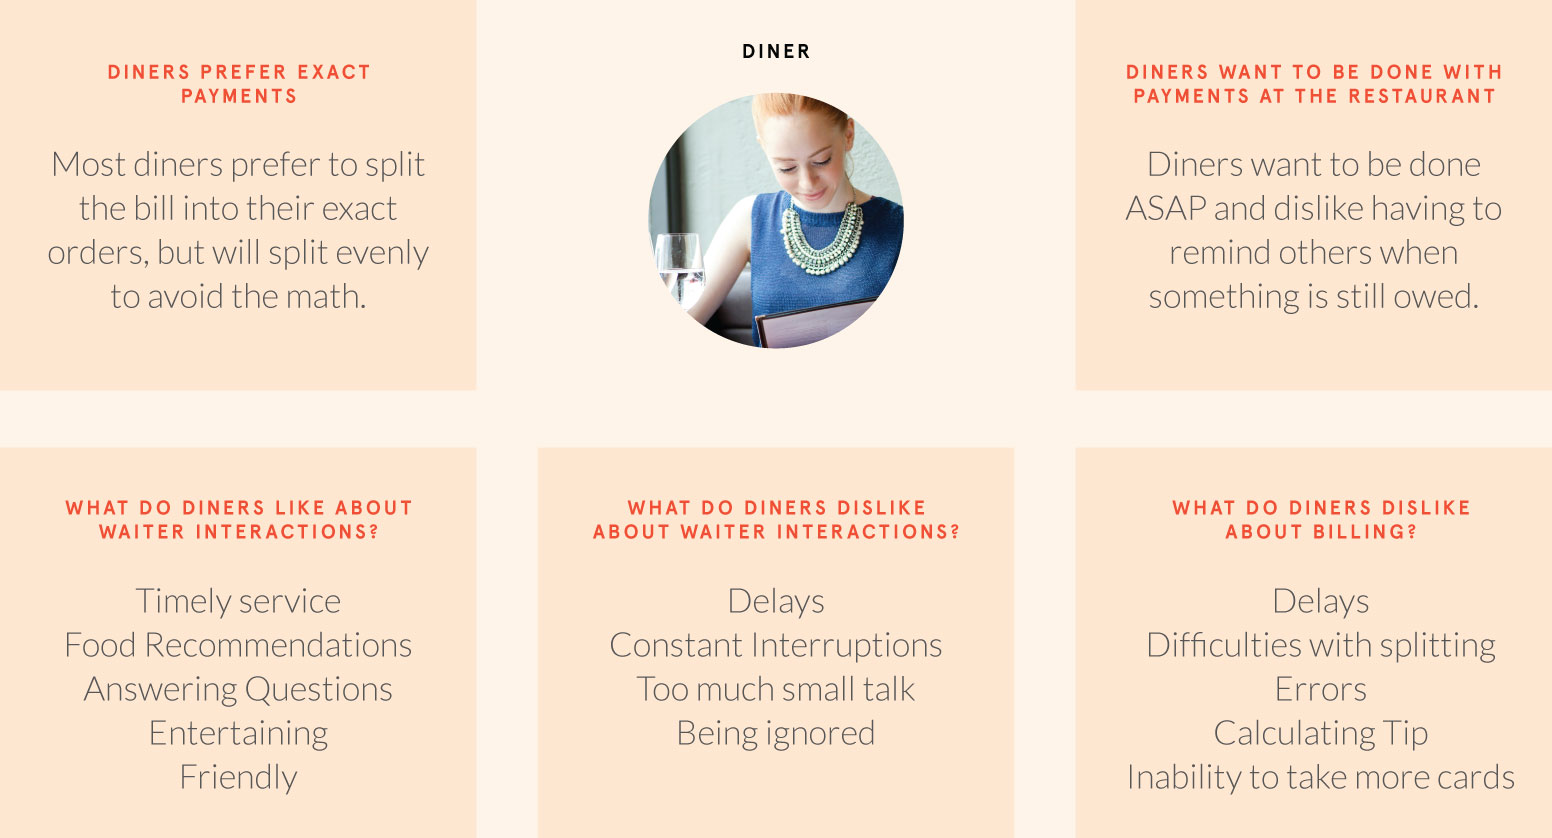 DINERS PREFER EXACT
PAYMENTS
Most diners prefer to split
the bill into their exact
orders, but will split evenly
to avoid the math.
DINER
DINERS WANT TO BE DONE WITH
PAYMENTS AT THE RESTAURANT
Diners want to be done
ASAP and dislike having to
remind others when
something is still owed.
WHAT DO DINERS LIKE ABOUT
WAITER INTERACTIONS?
Timely service
Food Recommendations
Answering Questions
Entertaining
Friendly
WHAT DO DINERS DISLIKE
ABOUT WAITER INTERACTIONS?
Delays
Constant Interruptions
Too much small talk
Being ignored
WHAT DO DINERS DISLIKE
ABOUT BILLING?
Delays
Difficulties with splitting
Errors
Calculating Tip
Inability to take more cards